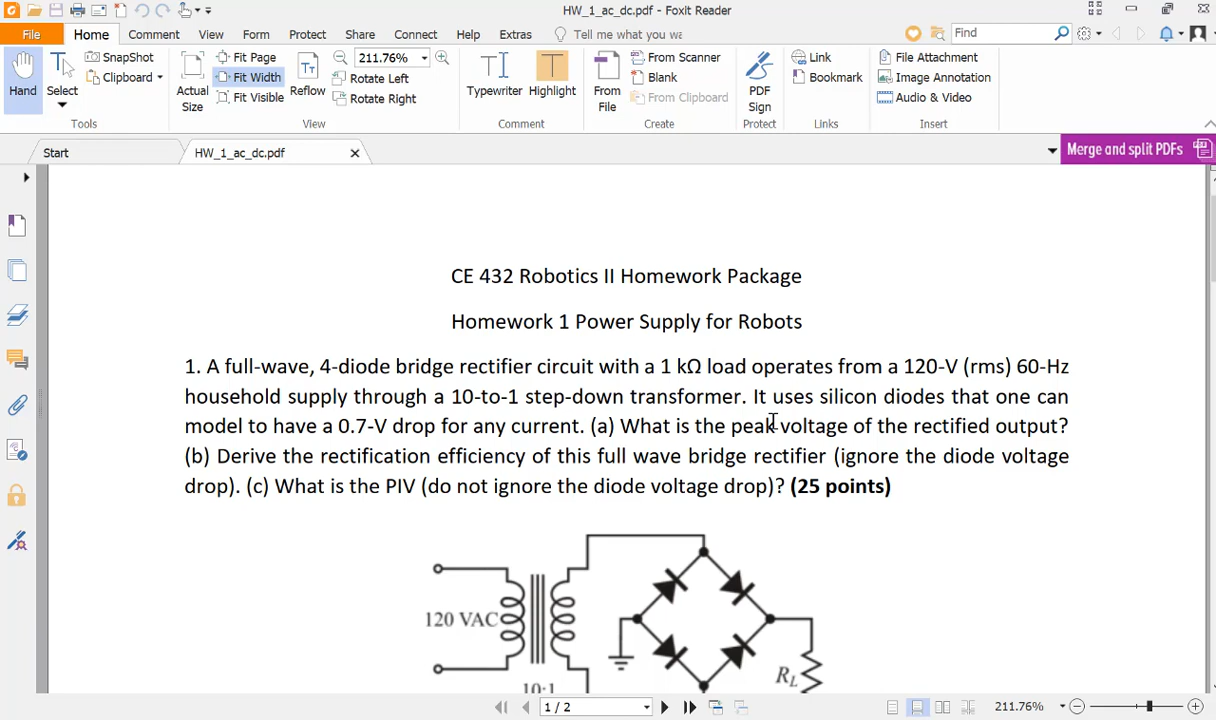 HW_1_ac_dc.pdf - Foxit Reader
File Home Comment View Form Protect Share Connect Help Extras Tell me what you wa Find
Hand
Select
SnapShot
Clipboard
Actual Size
Fit Page
Fit Width
Fit Visible
Reflow
211.76%
Rotate Left
Rotate Right
Typewriter
Highlight
From File
From Scanner
Blank
From Clipboard
PDF Sign
Link
Bookmark
File Attachment
Image Annotation
Audio & Video
Tools View Comment Create Protect Links Insert
Start HW_1_ac_dc.pdf Merge and split PDFs
CE 432 Robotics II Homework Package
Homework 1 Power Supply for Robots
1. A full-wave, 4-diode bridge rectifier circuit with a 1 kΩ load operates from a 120-V (rms) 60-Hz
household supply through a 10-to-1 step-down transformer. It uses silicon diodes that one can
model to have a 0.7-V drop for any current. (a) What is the peak voltage of the rectified output?
(b) Derive the rectification efficiency of this full wave bridge rectifier (ignore the diode voltage
drop). (c) What is the PIV (do not ignore the diode voltage drop)? (25 points)
120 VAC
10:1
RL
1 / 2 211.76%